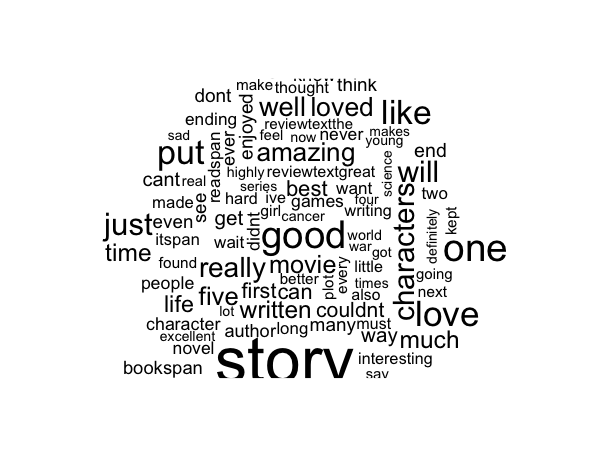 make thought think
dont
well loved like
ending enjoyed
reviewtextthe
sad feel now never makes
young
put readspan ever amazing end
highly reviewtextgreat science will
cant real series best want
made see hard ive games four two
just even get didnt girl cancer writing characters definitely kept
itspan wait good world one
time war got
found really movie every little going
people better plot times
life five first can also next
lot written couldnt love
character author long many must
excellent way much
novel story interesting
bookspan say